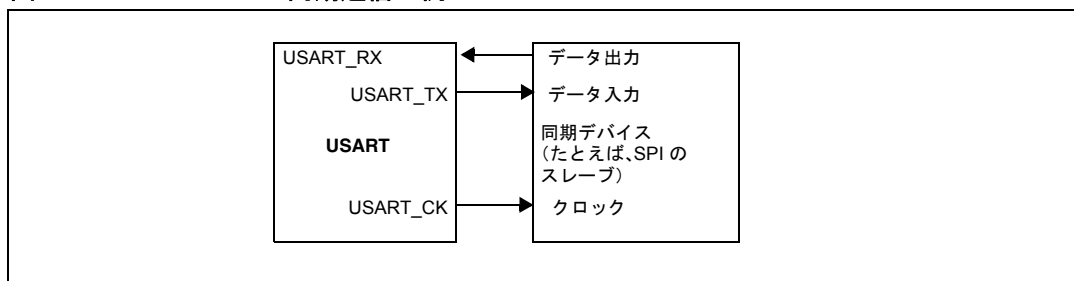 USART_RX
データ出力
USART_TX
データ入力
USART
同期デバイス
（たとえば、SPI の
スレーブ）
USART_CK
クロック